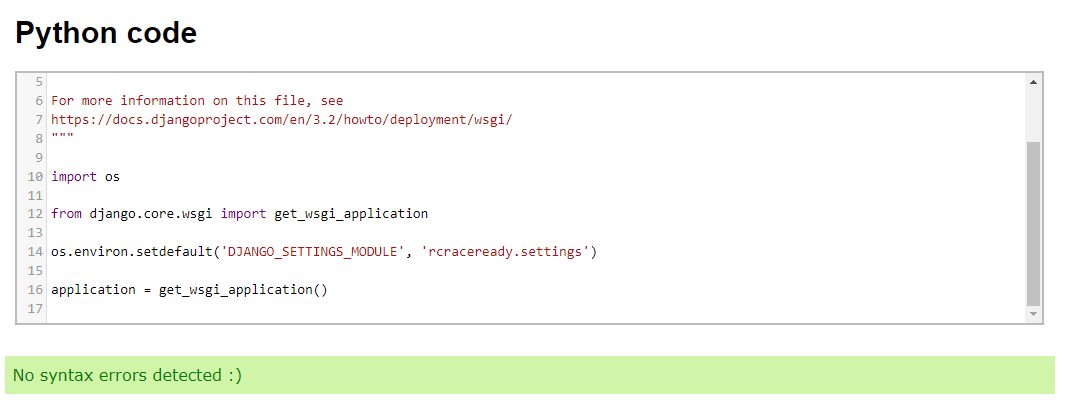 Python code
5
6 For more information on this file, see
7 https://docs.djangoproject.com/en/3.2/howto/deployment/wsgi/
8 """
9
10 import os
11
12 from django.core.wsgi import get_wsgi_application
13
14 os.environ.setdefault('DJANGO_SETTINGS_MODULE', 'rcraceready.settings')
15
16 application = get_wsgi_application()
17
No syntax errors detected :)